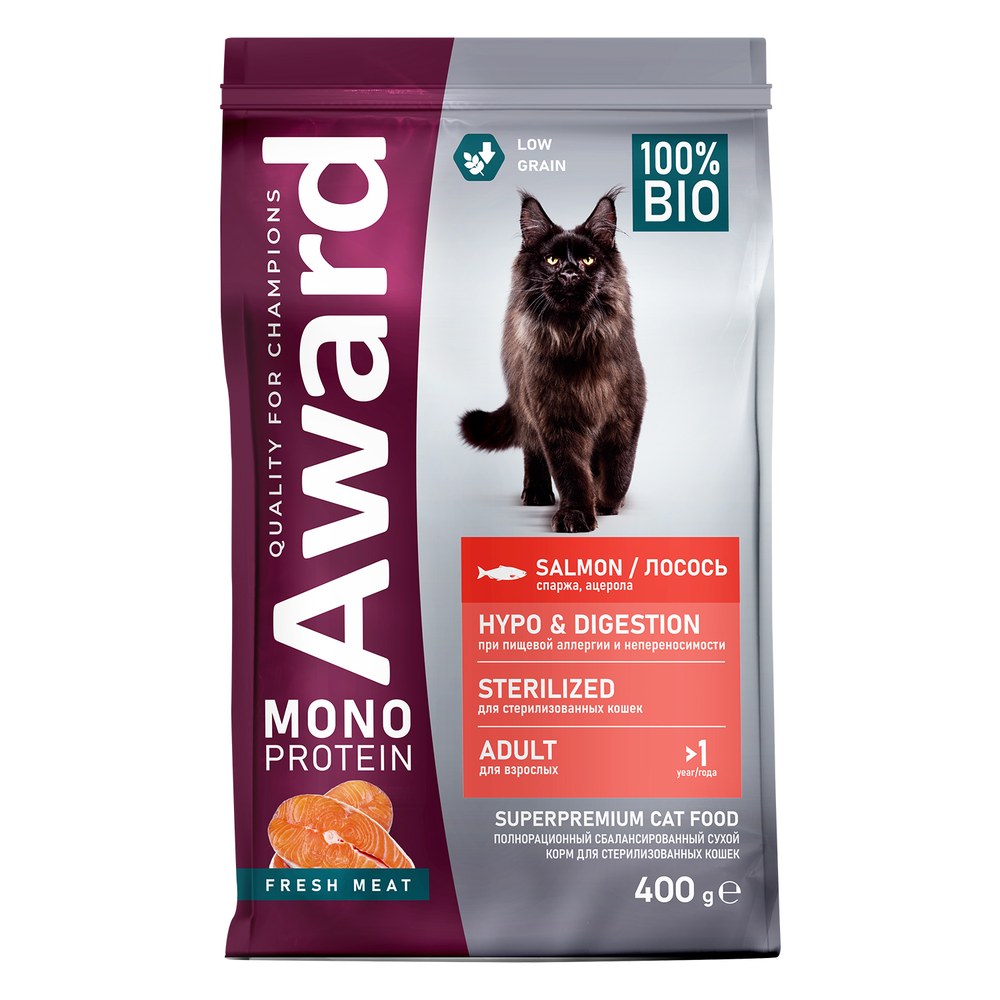 QUALITY FOR CHAMPIONS
Award
LOW
GRAIN
100%
BIO
SALMON / ЛОСОСЬ
спаржа, ацерола
HYPO & DIGESTION
при пищевой аллергии и непереносимости
STERILIZED
для стерилизованных кошек
ADULT
для взрослых
>1
year/года
MONO
PROTEIN
FRESH MEAT
SUPERPREMIUM CAT FOOD
ПОЛНОРАЦИОННЫЙ СБАЛАНСИРОВАННЫЙ СУХОЙ
КОРМ ДЛЯ СТЕРИЛИЗОВАННЫХ КОШЕК
400 g ℮